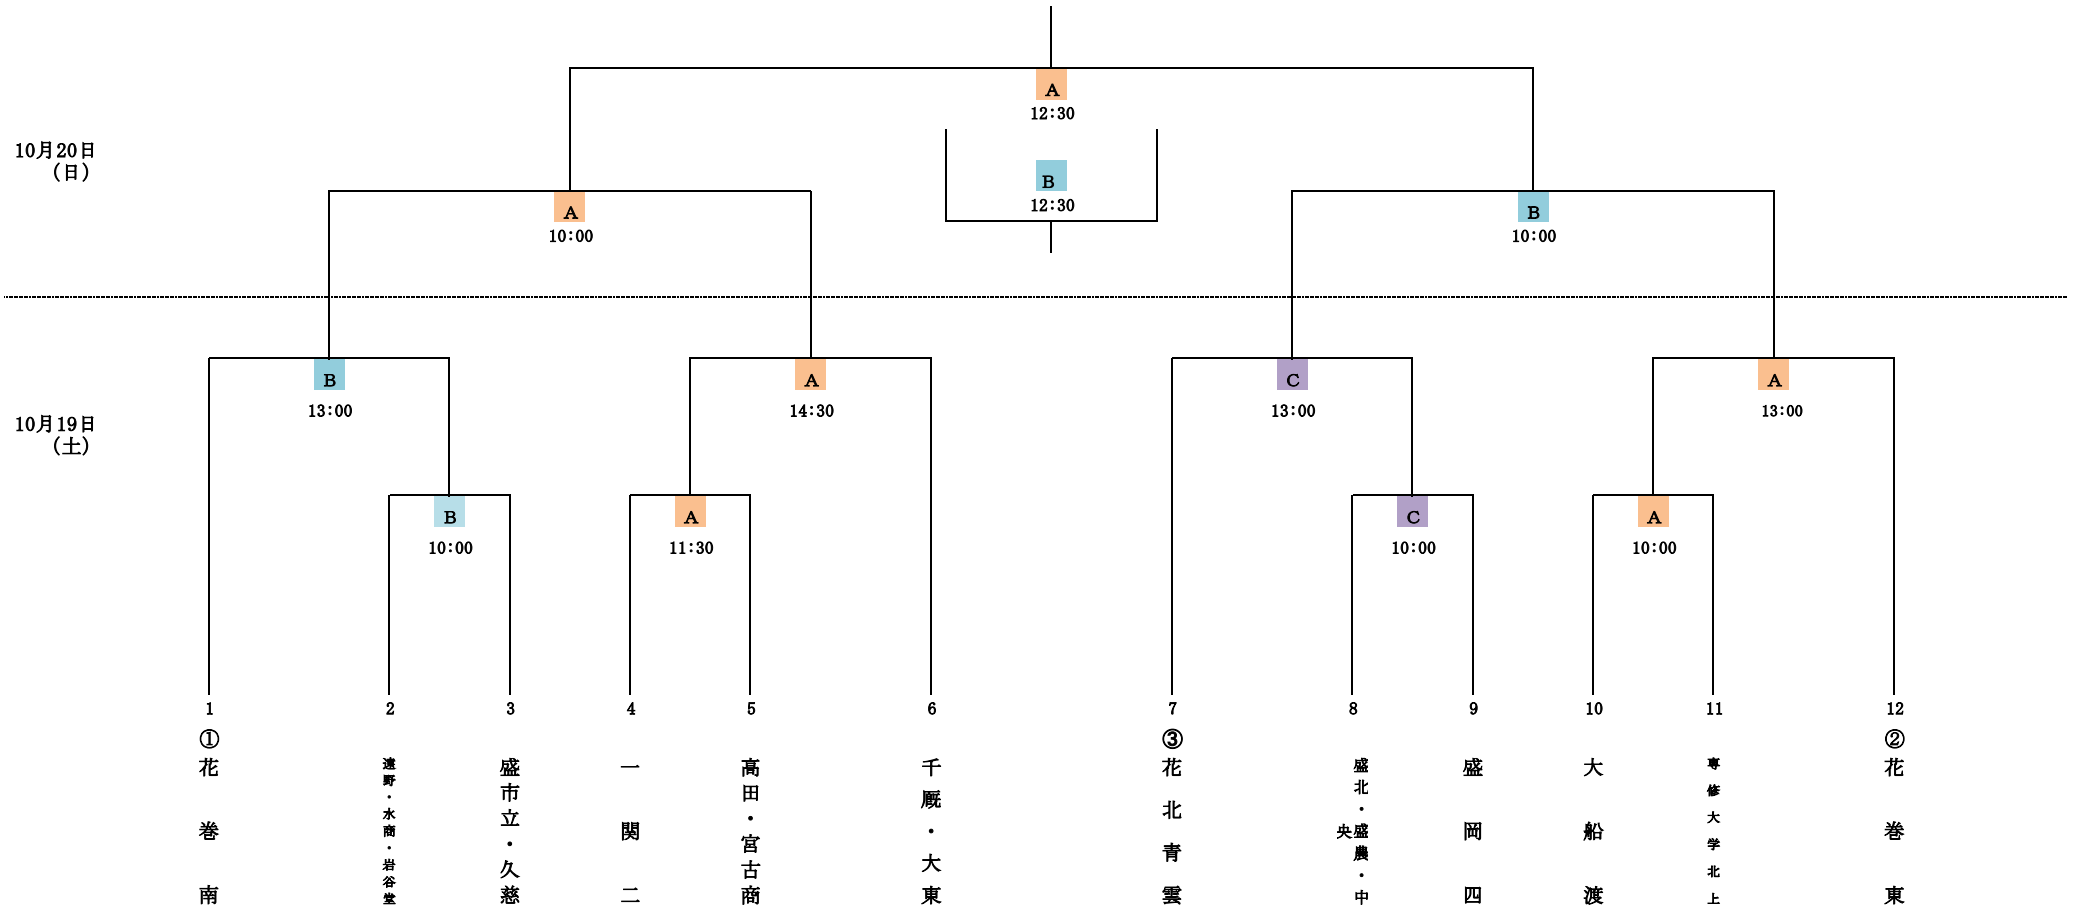 A
12:30
10月20日
（日）
B
12:30
A
10:00
B
10:00
B
13:00
A
14:30
C
13:00
A
13:00
10月19日
（土）
B
10:00
A
11:30
C
10:00
A
10:00
1
2
3
4
5
6
7
8
9
10
11
12
①花巻南
遠野・水商・岩谷堂
盛市立・久慈
一関二
高田・宮古商
千厩・大東
③花北青雲
盛北・盛農・中
央
盛岡四
大船渡
専修大学北上
②花巻東